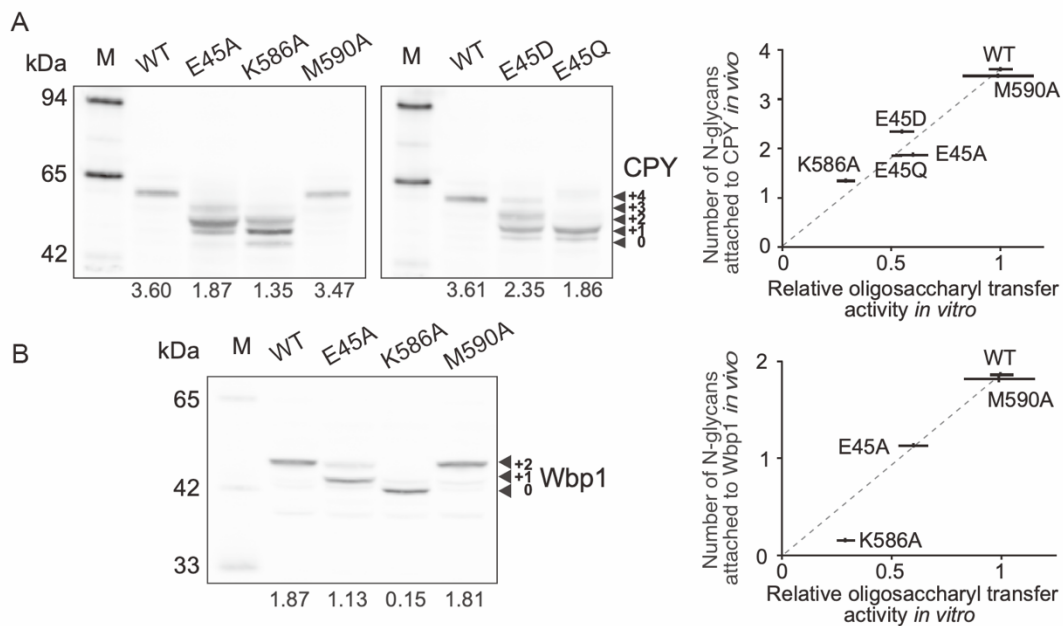 A
kDa
M
WT
E45A
K586A
M590A
94
65
42
3.60 1.87 1.35 3.47
M
WT
E45D
E45Q
CPY
+4
+3
+2
+1
0
3.61 2.35 1.86
Number of N-glycans
attached to CPY in vivo
4
3
2
1
0
WT
M590A
E45D
E45A
E45Q
K586A
0 0.5 1
Relative oligosaccharyl transfer
activity in vitro
B
kDa
M
WT
E45A
K586A
M590A
65
42
33
+2
+1
0
Wbp1
1.87 1.13 0.15 1.81
Number of N-glycans
attached to Wbp1 in vivo
2
1
0
WT
M590A
E45A
K586A
0 0.5 1
Relative oligosaccharyl transfer
activity in vitro